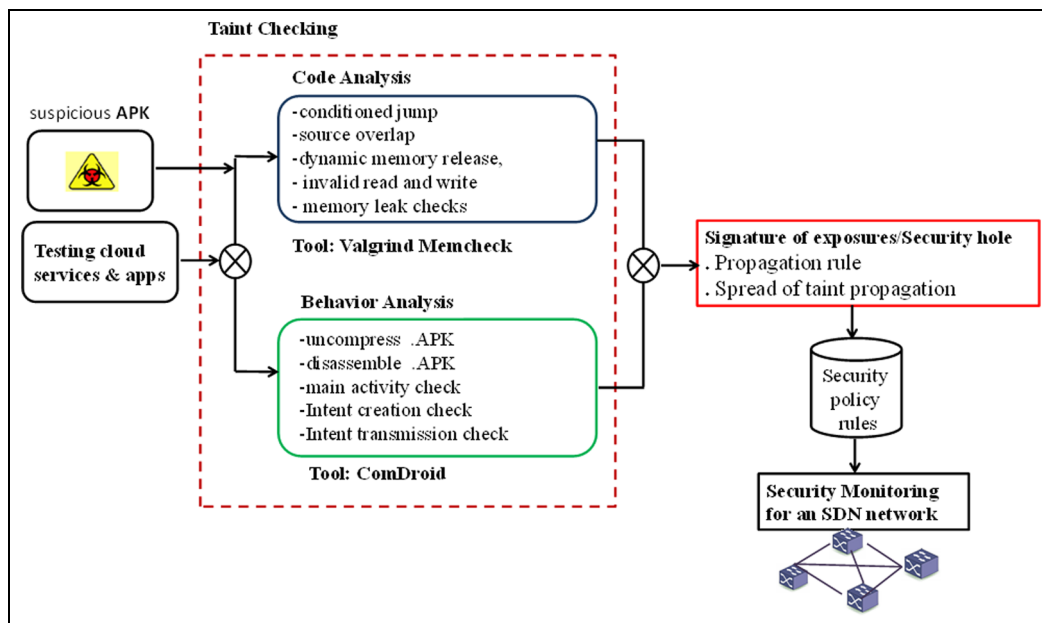 Taint Checking
suspicious APK
Testing cloud
services & apps
Code Analysis
-conditioned jump
-source overlap
-dynamic memory release,
- invalid read and write
- memory leak checks
Tool: Valgrind Memcheck
Behavior Analysis
-uncompress .APK
-disassemble .APK
-main activity check
-Intent creation check
-Intent transmission check
Tool: ComDroid
Signature of exposures/Security hole
. Propagation rule
. Spread of taint propagation
Security
policy
rules
Security Monitoring
for an SDN network